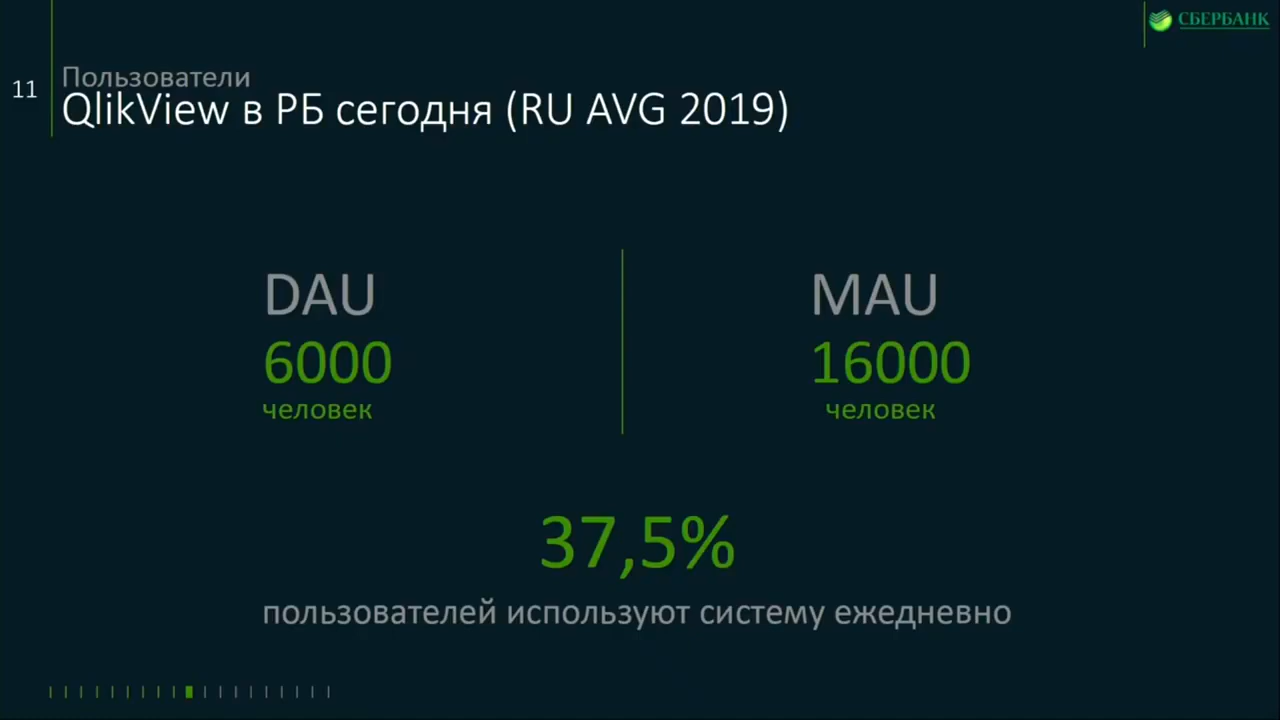 СБЕРБАНК
Пользователи
11
QlikView в РБ сегодня (RU AVG 2019)
DAU
6000
человек
MAU
16000
человек
37,5%
пользователей используют систему ежедневно